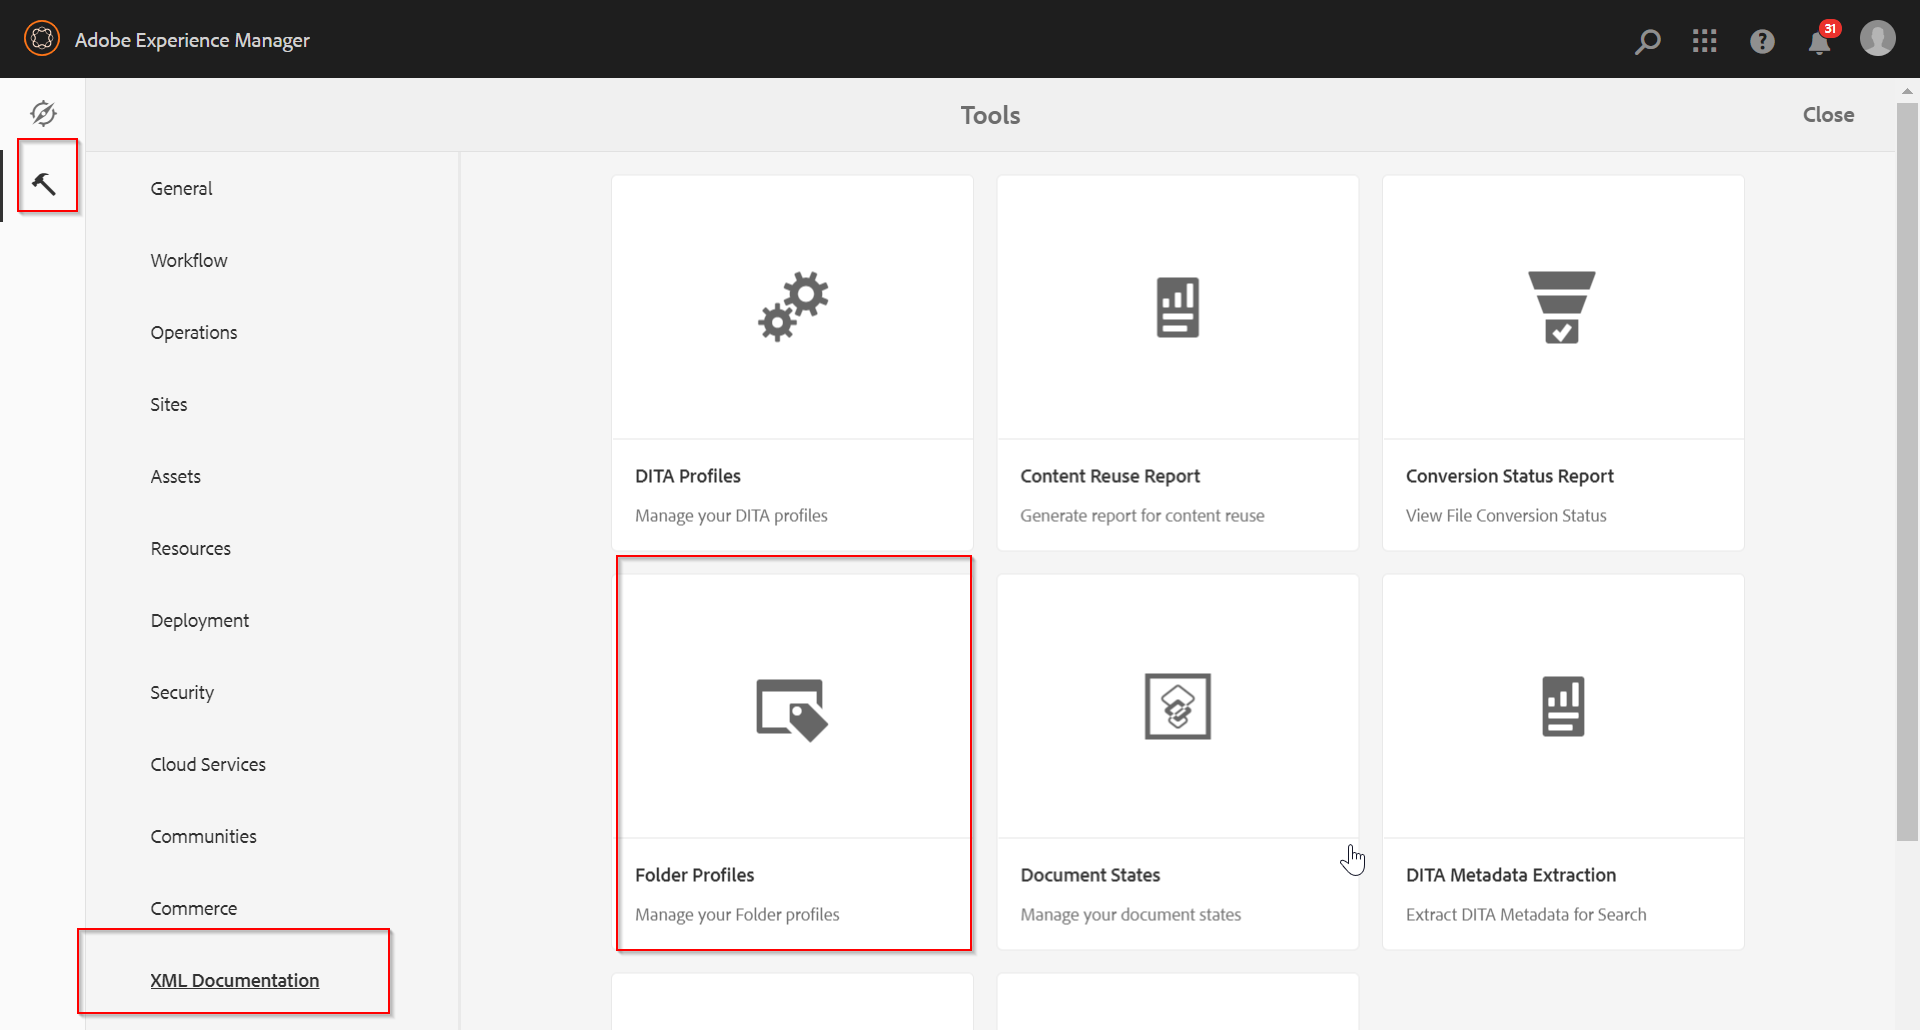 Adobe Experience Manager
31
Tools
Close
General
Workflow
Operations
Sites
Assets
Resources
Deployment
Security
Cloud Services
Communities
Commerce
XML Documentation
DITA Profiles
Manage your DITA profiles
Content Reuse Report
Generate report for content reuse
Conversion Status Report
View File Conversion Status
Folder Profiles
Manage your Folder profiles
Document States
Manage your document states
DITA Metadata Extraction
Extract DITA Metadata for Search